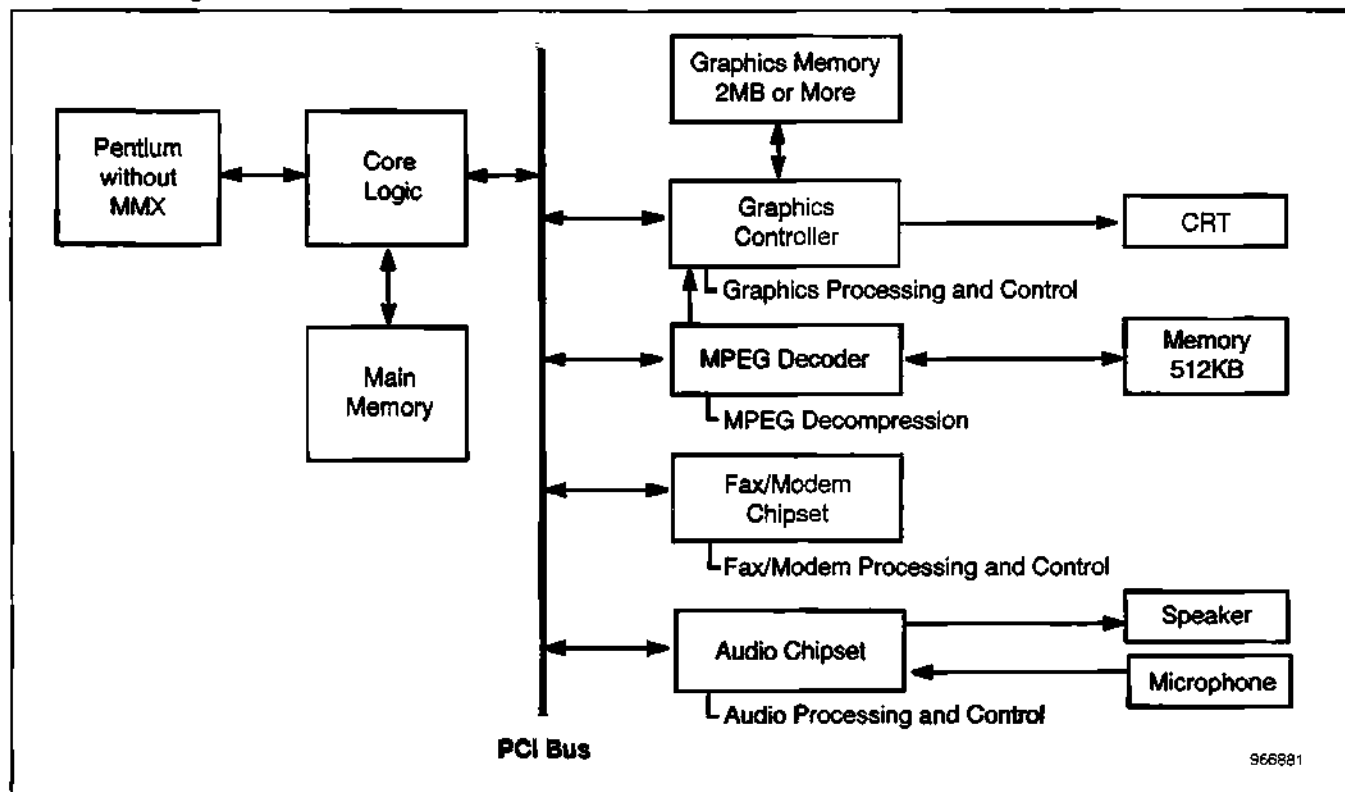 Graphics Memory
2MB or More
Pentium
without
MMX
Core
Logic
Graphics
Controller
CRT
Graphics Processing and Control
Main
Memory
MPEG Decoder
Memory
512KB
MPEG Decompression
Fax/Modem
Chipset
Fax/Modem Processing and Control
Audio Chipset
Speaker
Microphone
Audio Processing and Control
PCI Bus
966881